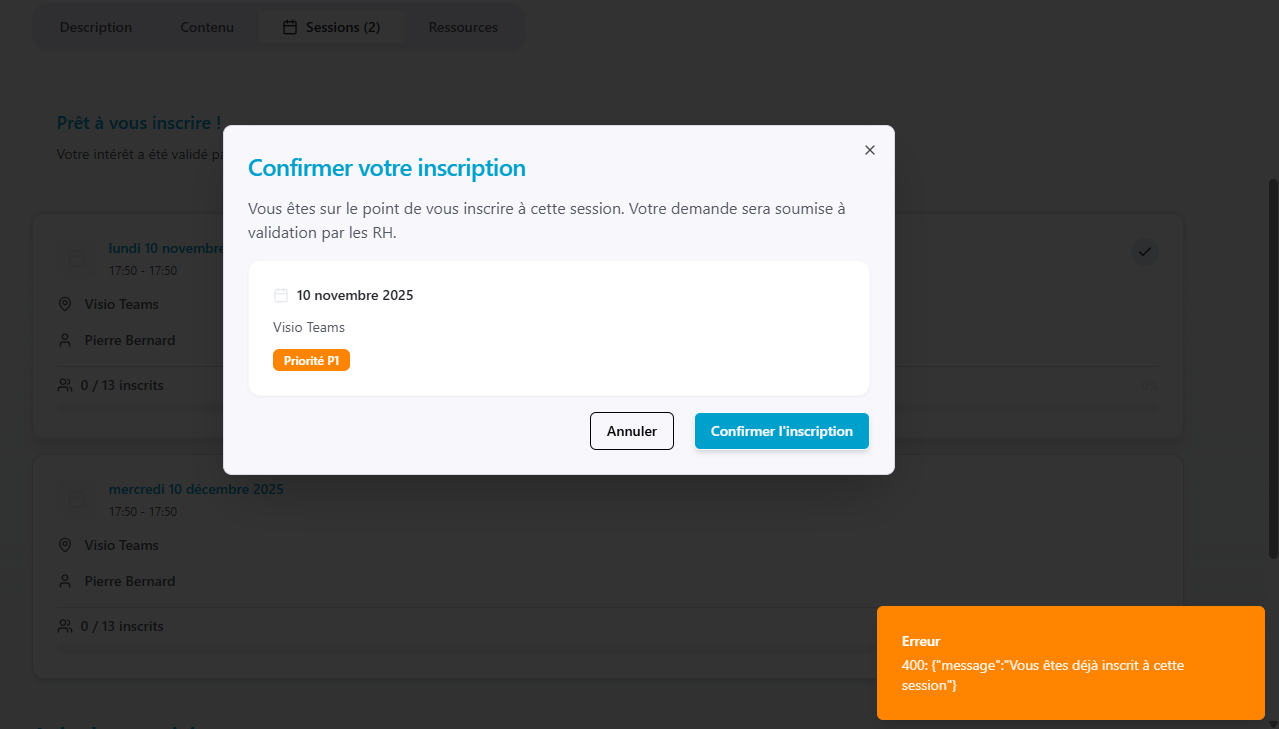 Description
Contenu
Sessions (2)
Ressources
Prêt à vous inscrire !
Votre intérêt a été validé
Confirmer votre inscription
Vous êtes sur le point de vous inscrire à cette session. Votre demande sera soumise à
validation par les RH.
10 novembre 2025
Visio Teams
Priorité P1
Annuler
Confirmer l'inscription
lundi 10 novembre
17:50 - 17:50
Visio Teams
Pierre Bernard
0 / 13 inscrits
0%
mercredi 10 décembre 2025
17:50 - 17:50
Visio Teams
Pierre Bernard
0 / 13 inscrits
Erreur
400: {"message":"Vous êtes déjà inscrit à cette
session"}